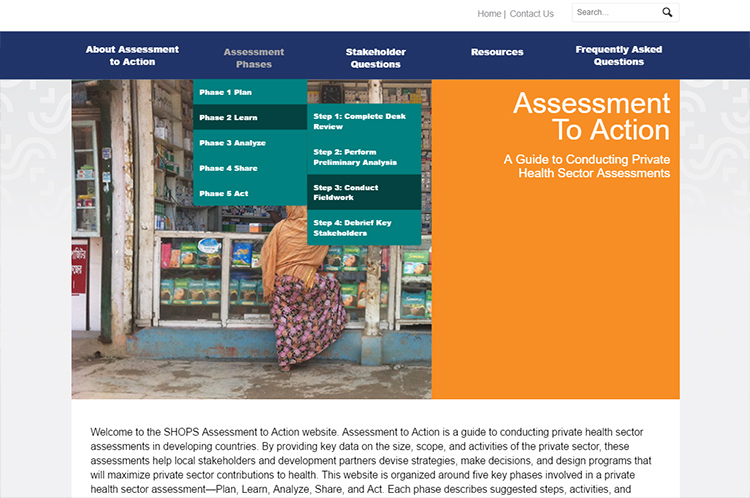 Home | Contact Us
Search...
About Assessment
to Action
Assessment
Phases
Stakeholder
Questions
Resources
Frequently Asked
Questions
Phase 1 Plan
Phase 2 Learn
Phase 3 Analyze
Phase 4 Share
Phase 5 Act
Step 1: Complete Desk
Review
Step 2: Perform
Preliminary Analysis
Step 3: Conduct
Fieldwork
Step 4: Debrief Key
Stakeholders
Assessment
To Action
A Guide to Conducting Private
Health Sector Assessments
Welcome to the SHOPS Assessment to Action website. Assessment to Action is a guide to conducting private health sector
assessments in developing countries. By providing key data on the size, scope, and activities of the private sector, these
assessments help local stakeholders and development partners devise strategies, make decisions, and design programs that
will maximize private sector contributions to health. This website is organized around five key phases involved in a private
health sector assessment—Plan, Learn, Analyze, Share, and Act. Each phase describes suggested steps, activities, and